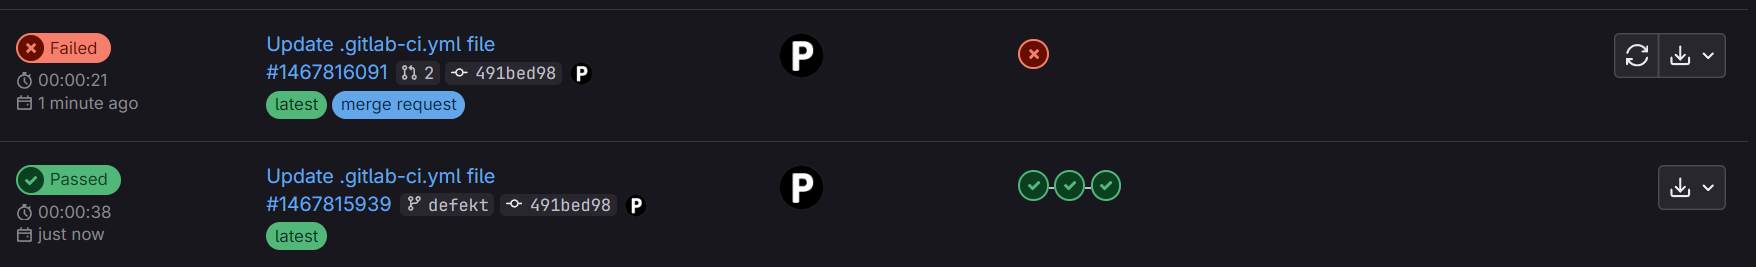 Failed
00:00:21
1 minute ago
Update .gitlab-ci.yml file
#1467816091 2 491bed98 P
latest merge request
P
Passed
00:00:38
just now
Update .gitlab-ci.yml file
#1467815939 defekt 491bed98 P
latest
P